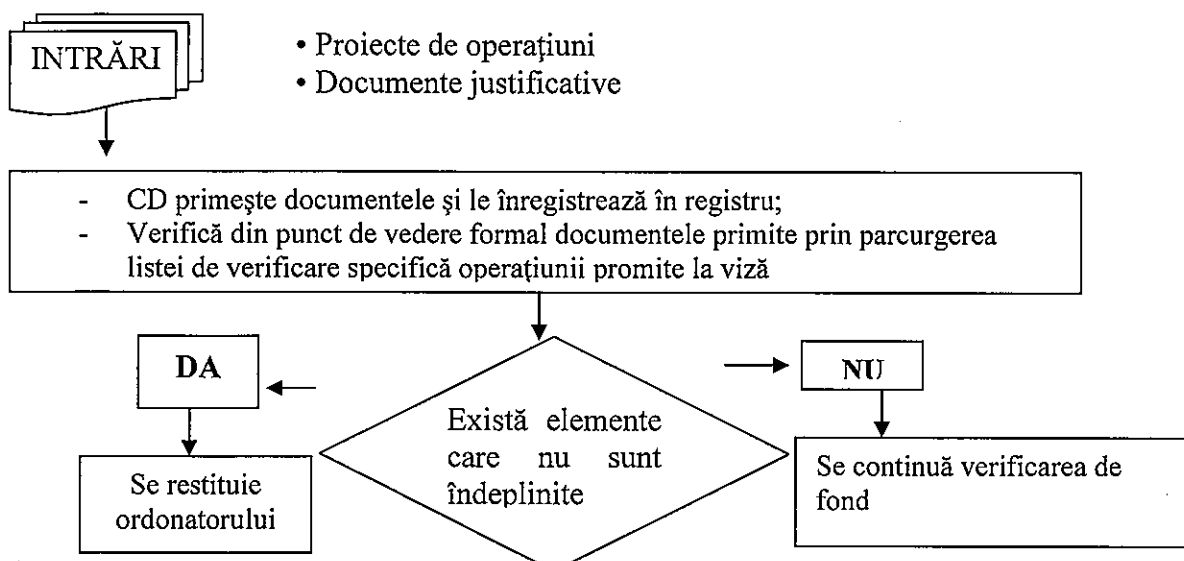 INTRĂRI
• Proiecte de operaţiuni
• Documente justificative
- CD primeşte documentele şi le înregistrează în registru;
- Verifică din punct de vedere formal documentele primite prin parcurgerea
listei de verificare specifică operaţiunii promite la viză
DA
NU
Există elemente
care nu sunt
îndeplinite
Se restituie
ordonatorului
Se continuă verificarea de
fond